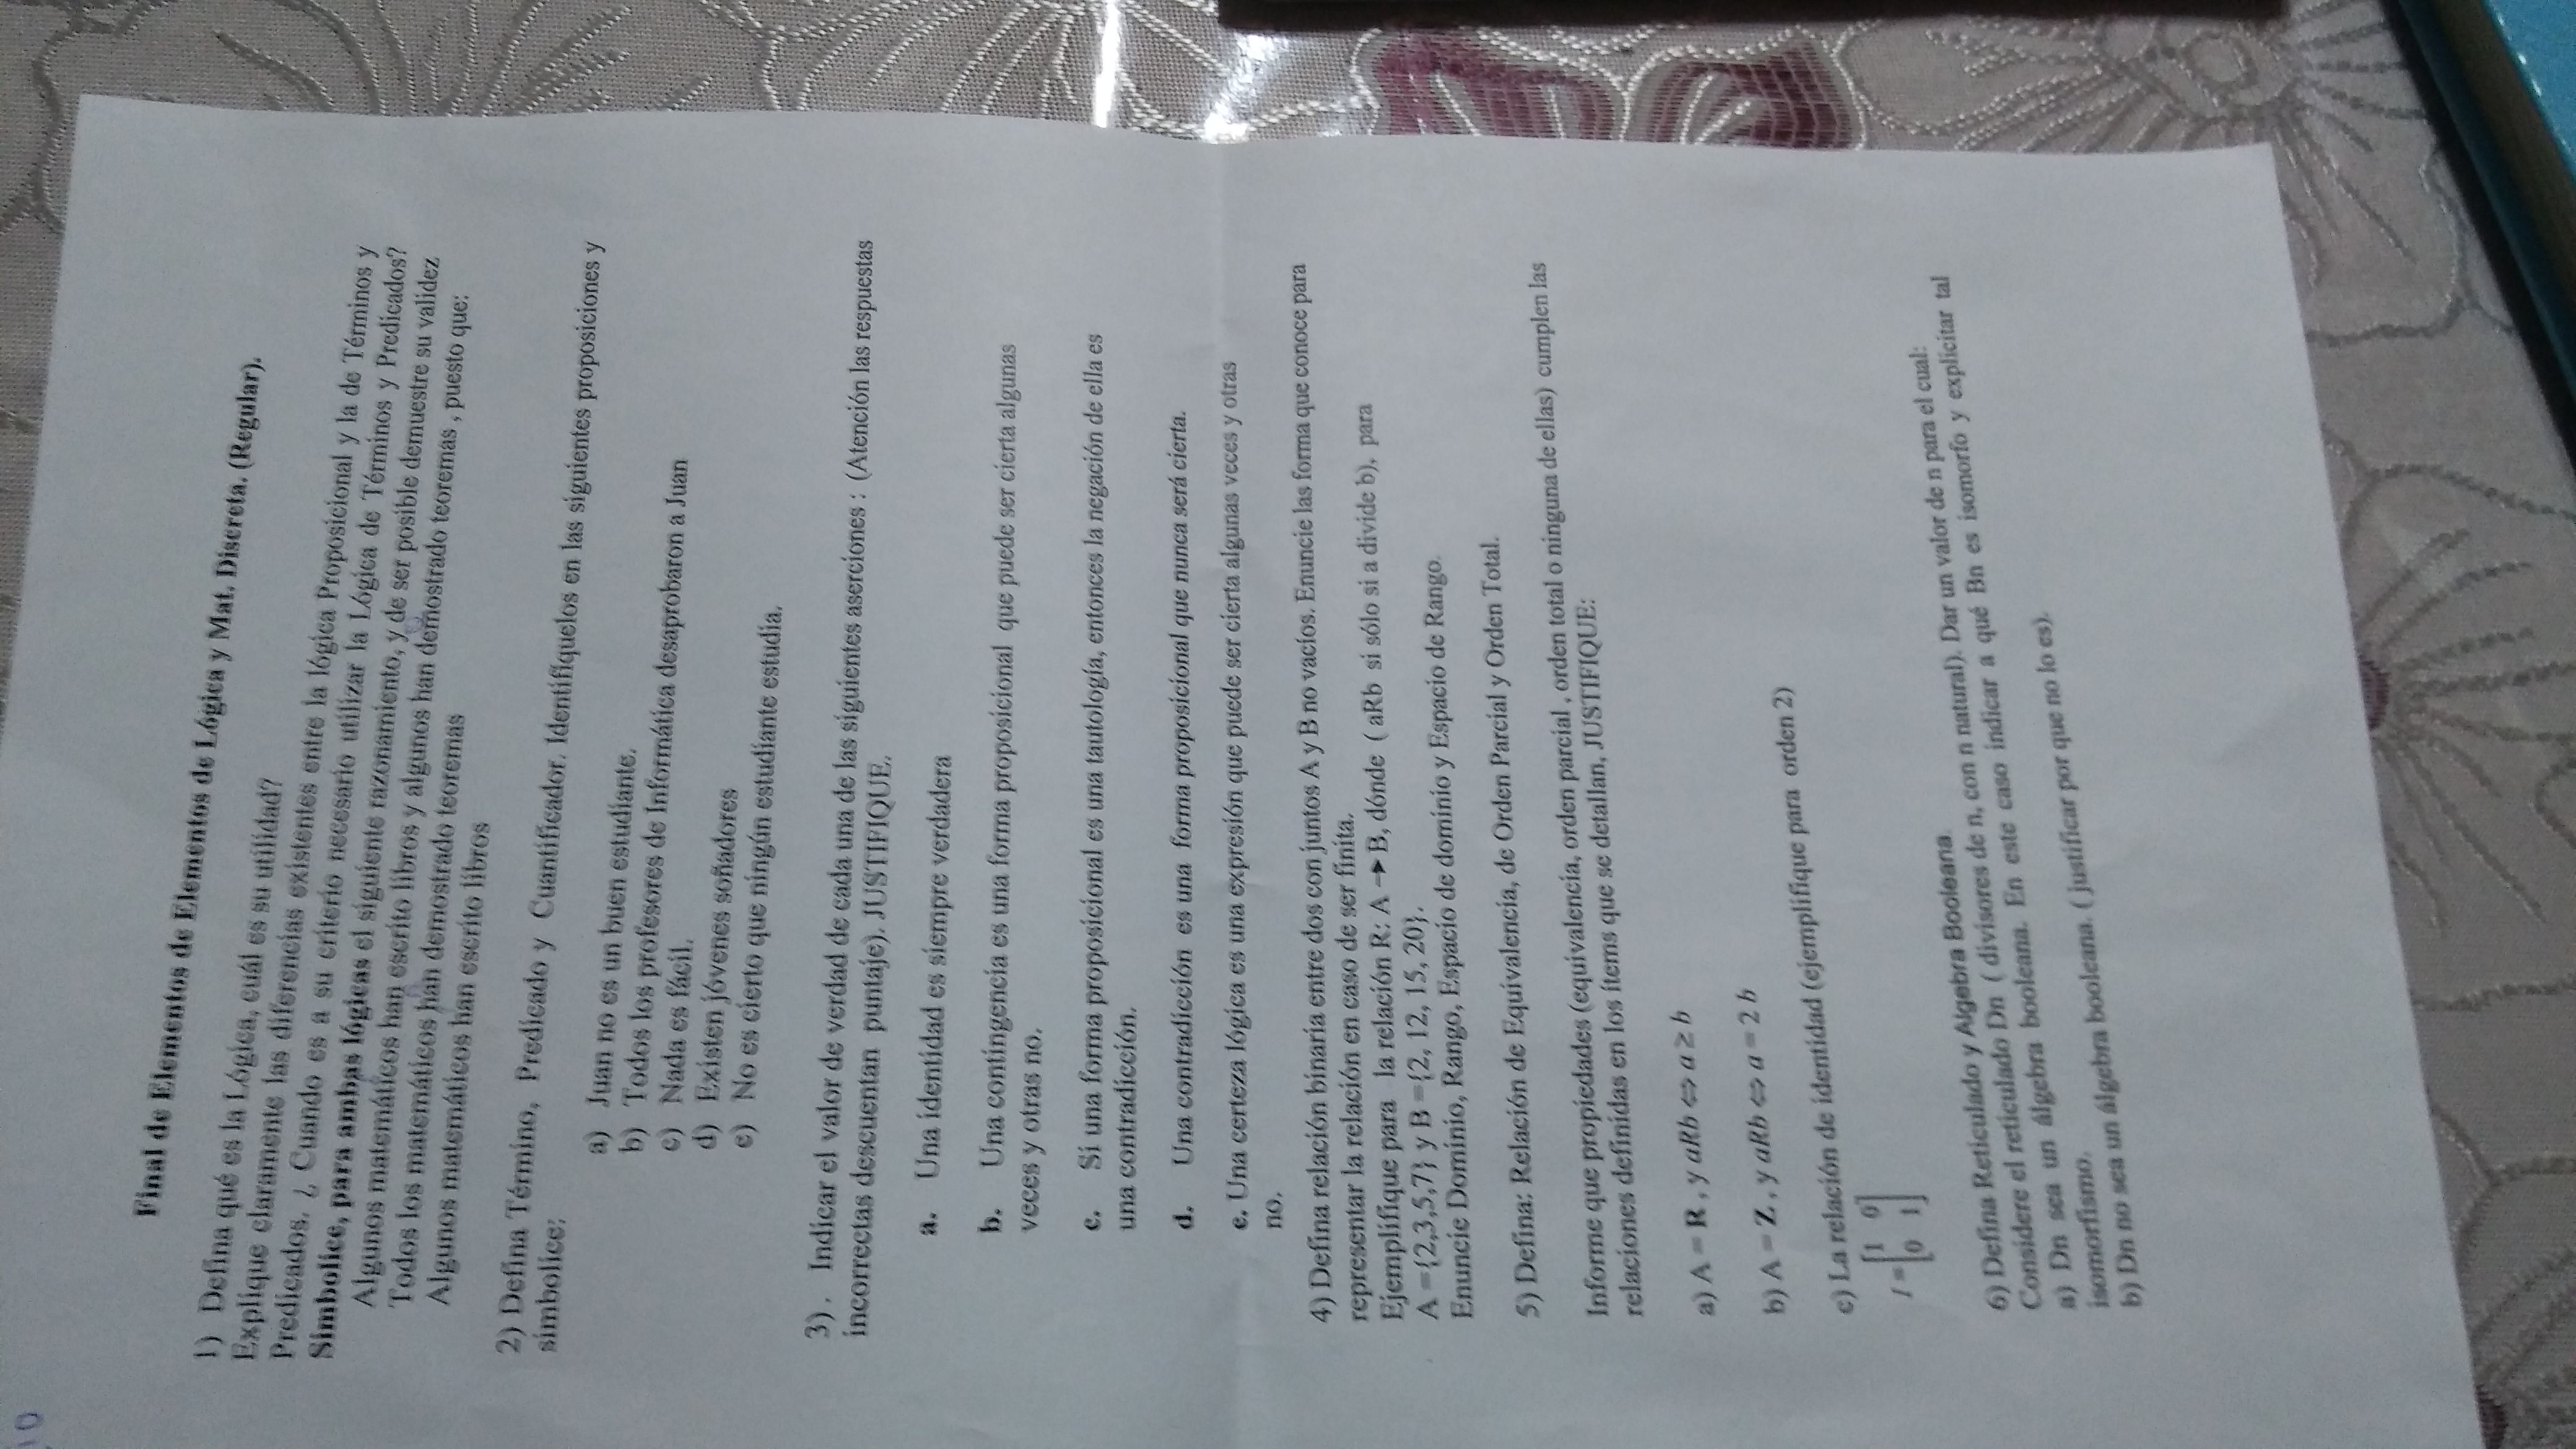 10
Final de Elementos de Elementos de Lógica y Mat. Discreta. (Regular).
1) Defina qué es la Lógica, cuál es su utilidad?
Explique claramente las diferencias existentes entre la lógica Proposicional y la de Términos y
Predicados. ¿ Cuando es a su criterio necesario utilizar la Lógica de Términos y Predicados?
Simbolice, para ambas lógicas el siguiente razonamiento, y de ser posible demuestre su validez
Algunos matemáticos han escrito libros y algunos han demostrado teoremas , puesto que:
Todos los matemáticos han demostrado teoremas
Algunos matemáticos han escrito libros
2) Defina Término, Predicado y Cuantificador. Identifíquelos en las siguientes proposiciones y
simbolice:
a) Juan no es un buen estudiante.
b) Todos los profesores de Informática desaprobaron a Juan
c) Nada es fácil.
d) Existen jóvenes soñadores
e) No es cierto que ningún estudiante estudia.
3) . Indicar el valor de verdad de cada una de las siguientes aserciones : (Atención las respuestas
incorrectas descuentan puntaje). JUSTIFIQUE.
a. Una identidad es siempre verdadera
b. Una contingencia es una forma proposicional que puede ser cierta algunas
veces y otras no.
c. Si una forma proposicional es una tautología, entonces la negación de ella es
una contradicción.
d. Una contradicción es una forma proposicional que nunca será cierta.
e. Una certeza lógica es una expresión que puede ser cierta algunas veces y otras
no.
4) Defina relación binaria entre dos con juntos A y B no vacíos. Enuncie las forma que conoce para
representar la relación en caso de ser finita.
Ejemplifique para la relación R: A → B, dónde ( aRb si sólo si a divide b), para
A ={2,3,5,7} y B ={2, 12, 15, 20}.
Enuncie Dominio, Rango, Espacio de dominio y Espacio de Rango.
5) Defina: Relación de Equivalencia, de Orden Parcial y Orden Total.
Informe que propiedades (equivalencia, orden parcial , orden total o ninguna de ellas) cumplen las
relaciones definidas en los ítems que se detallan, JUSTIFIQUE:
a) A = R , y aRb ⇔ a ≥ b
b) A = Z , y aRb ⇔ a = 2 b
c) La relación de identidad (ejemplifique para orden 2)
I = [1 0
0 1]
6) Defina Reticulado y Algebra Booleana.
Considere el reticulado Dn ( divisores de n, con n natural). Dar un valor de n para el cual:
a) Dn sea un álgebra booleana. En este caso indicar a qué Bn es isomorfo y explicitar tal
isomorfismo.
b) Dn no sea un álgebra booleana. ( justificar por que no lo es).